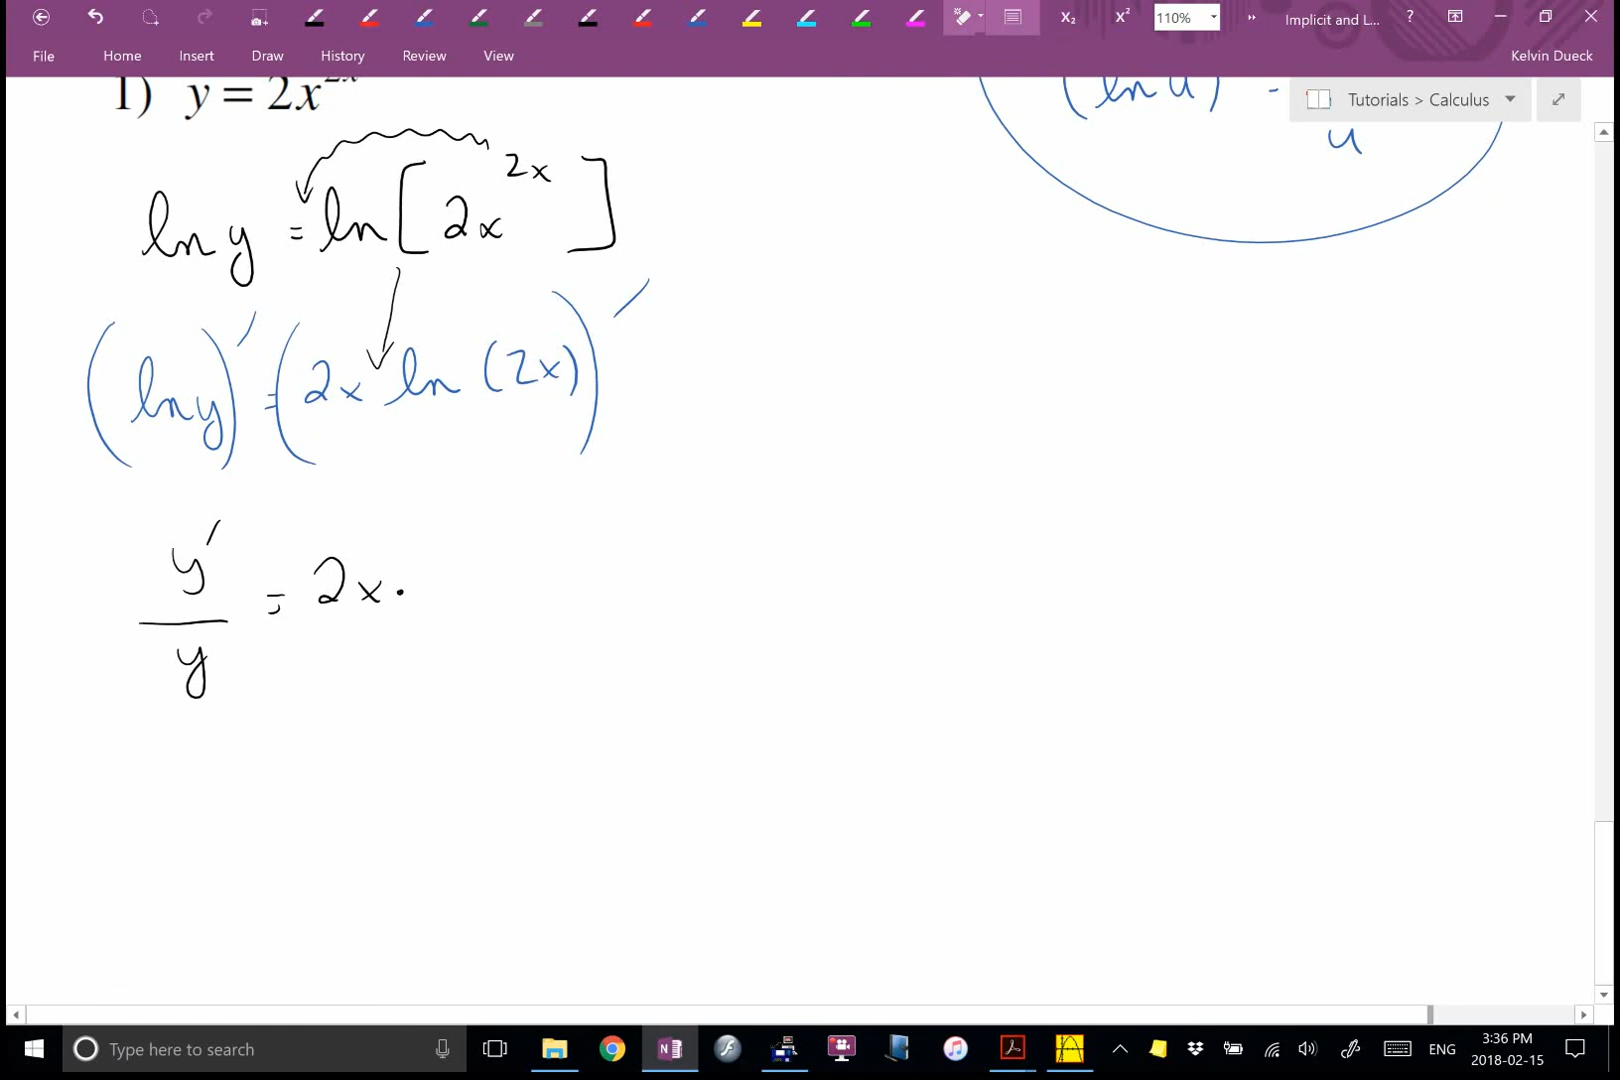 110% Implicit and L... ?
File Home Insert Draw History Review View Kelvin Dueck
1) y = 2x^{2x}
(ln u)' =
Tutorials > Calculus
u
ln y = ln [ 2x^{2x} ]
(ln y)' = (2x ln (2x))'
y'/y = 2x ·
Type here to search
ENG
3:36 PM
2018-02-15